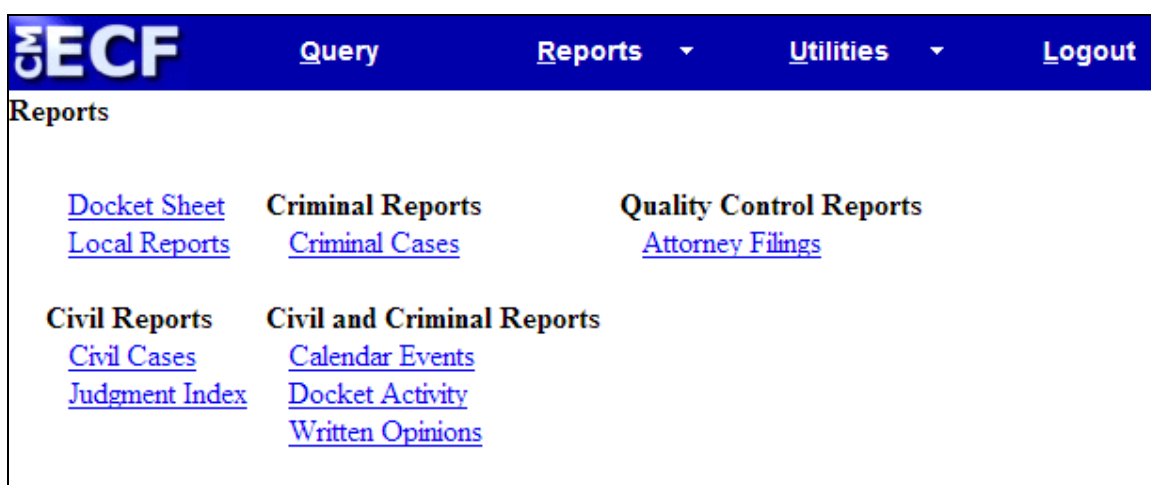 CM ECF Query Reports Utilities Logout
Reports
Docket Sheet Criminal Reports Quality Control Reports
Local Reports Criminal Cases Attorney Filings
Civil Reports Civil and Criminal Reports
Civil Cases Calendar Events
Judgment Index Docket Activity
Written Opinions